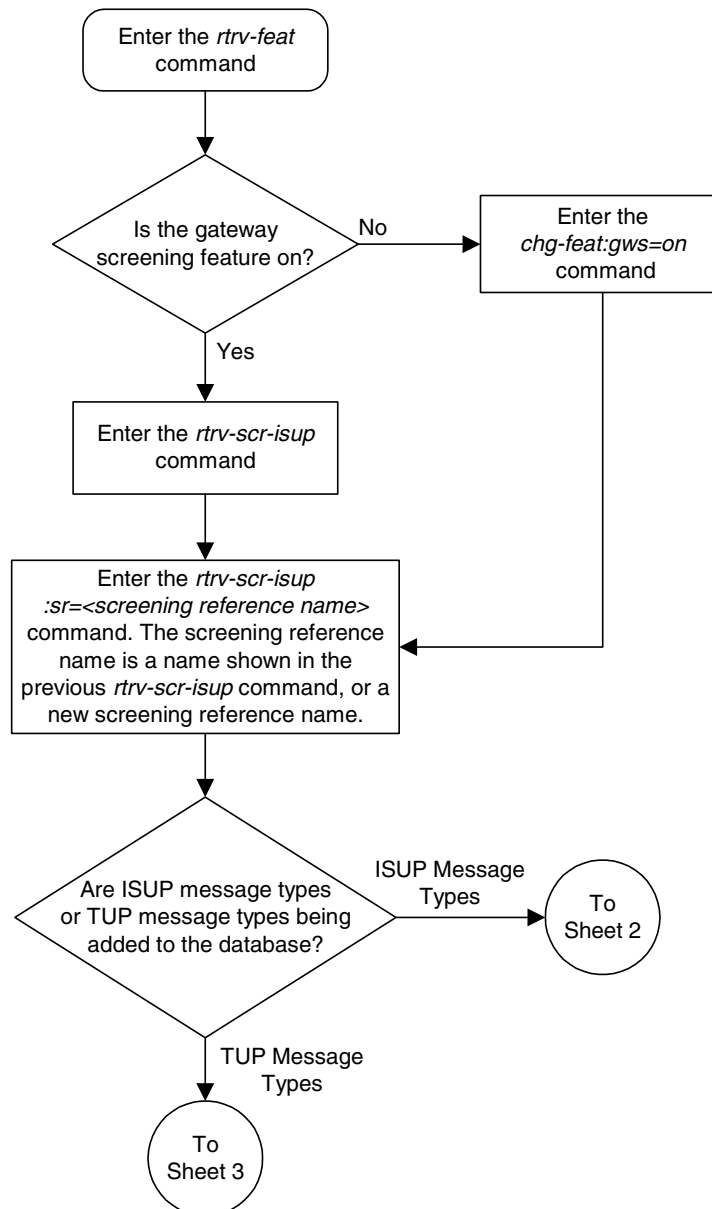 Enter the rtrv-feat
command
Is the gateway
screening feature on?
No
Enter the
chg-feat:gws=on
command
Yes
Enter the rtrv-scr-isup
command
Enter the rtrv-scr-isup
:sr=<screening reference name>
command. The screening reference
name is a name shown in the
previous rtrv-scr-isup command, or a
new screening reference name.
Are ISUP message types
or TUP message types being
added to the database?
ISUP Message
Types
To
Sheet 2
TUP Message
Types
To
Sheet 3